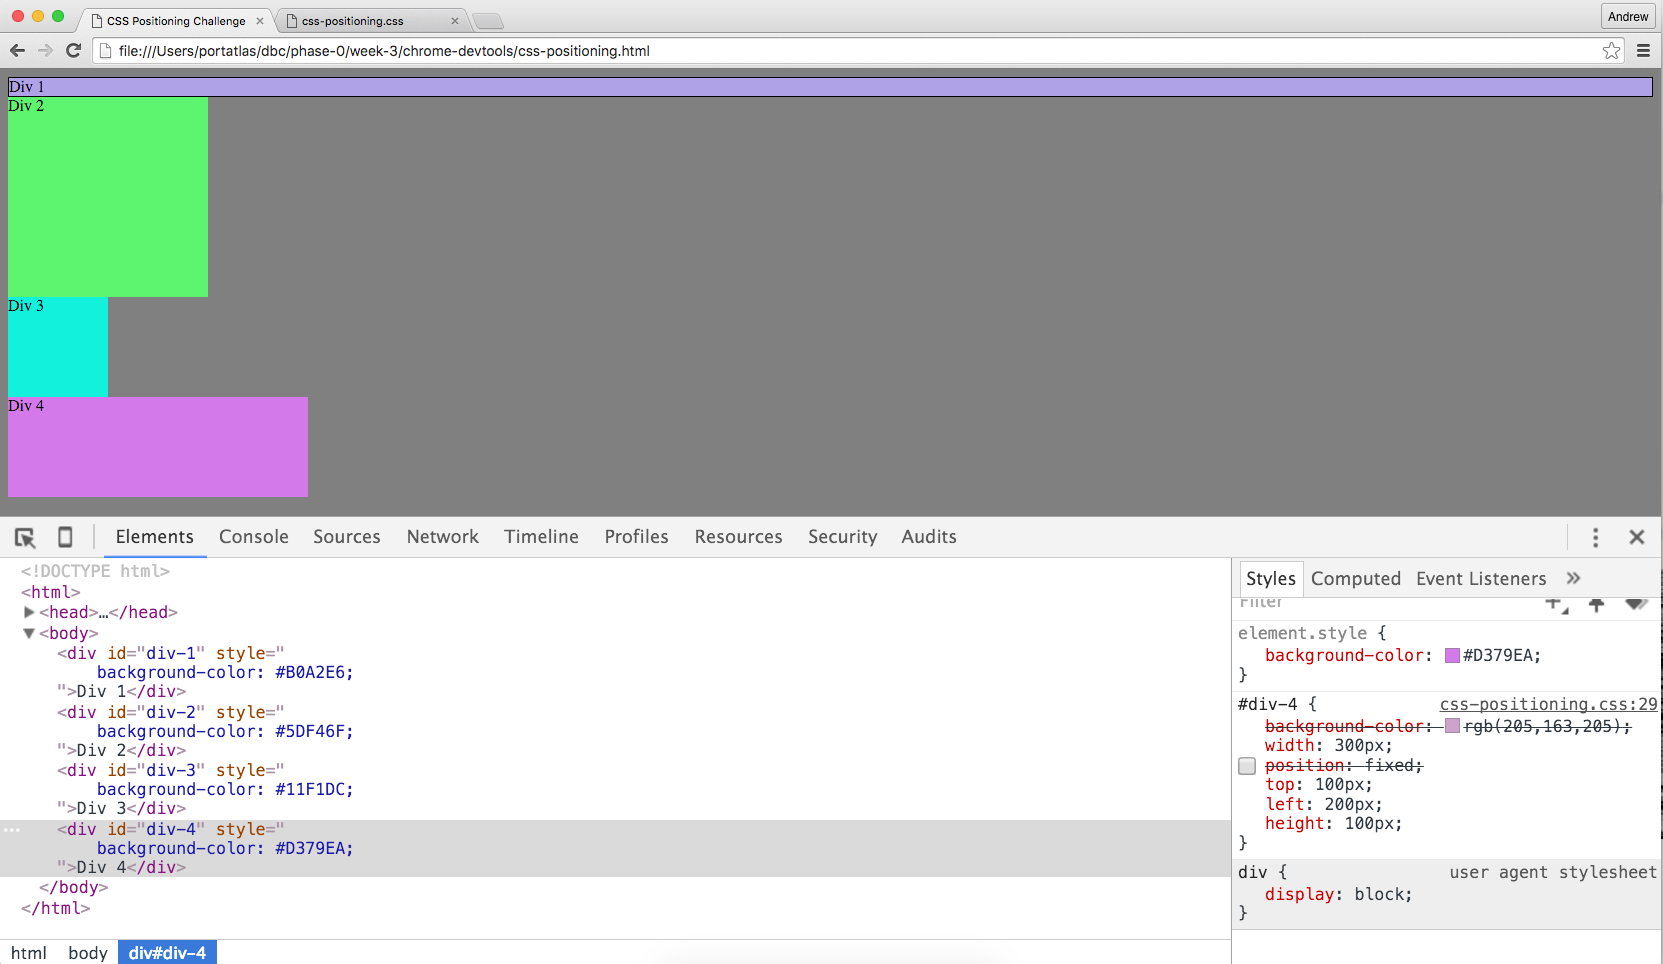 CSS Positioning Challenge × css-positioning.css × Andrew
file:///Users/portatlas/dbc/phase-0/week-3/chrome-devtools/css-positioning.html
Div 1
Div 2
Div 3
Div 4
Elements Console Sources Network Timeline Profiles Resources Security Audits
<!DOCTYPE html>
<html>
▶<head>…</head>
▼<body>
<div id="div-1" style="
background-color: #B0A2E6;
">Div 1</div>
<div id="div-2" style="
background-color: #5DF46F;
">Div 2</div>
<div id="div-3" style="
background-color: #11F1DC;
">Div 3</div>
<div id="div-4" style="
background-color: #D379EA;
">Div 4</div>
</body>
</html>
html body div#div-4
Styles Computed Event Listeners »
Filter
element.style {
background-color: #D379EA;
}
#div-4 { css-positioning.css:29
background-color: rgb(205,163,205);
width: 300px;
position: fixed;
top: 100px;
left: 200px;
height: 100px;
}
div { user agent stylesheet
display: block;
}